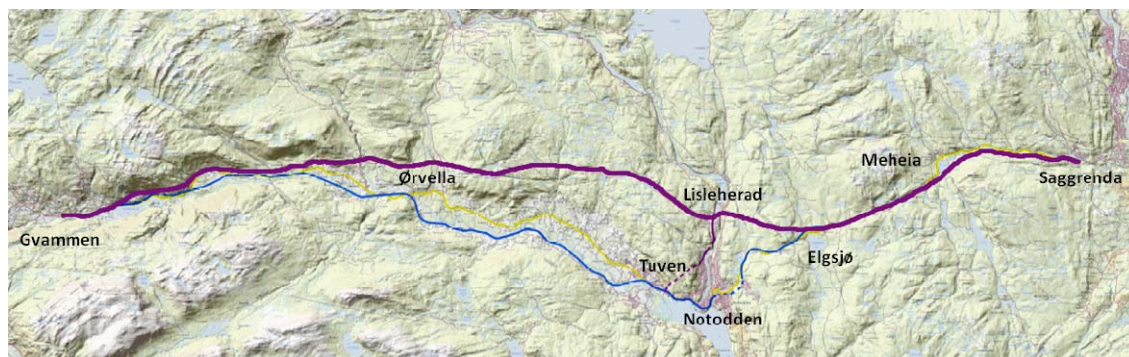 Meheia
Saggrenda
Ørvella
Lisleherad
Gvammen
Elgsjø
Tuven
Notodden